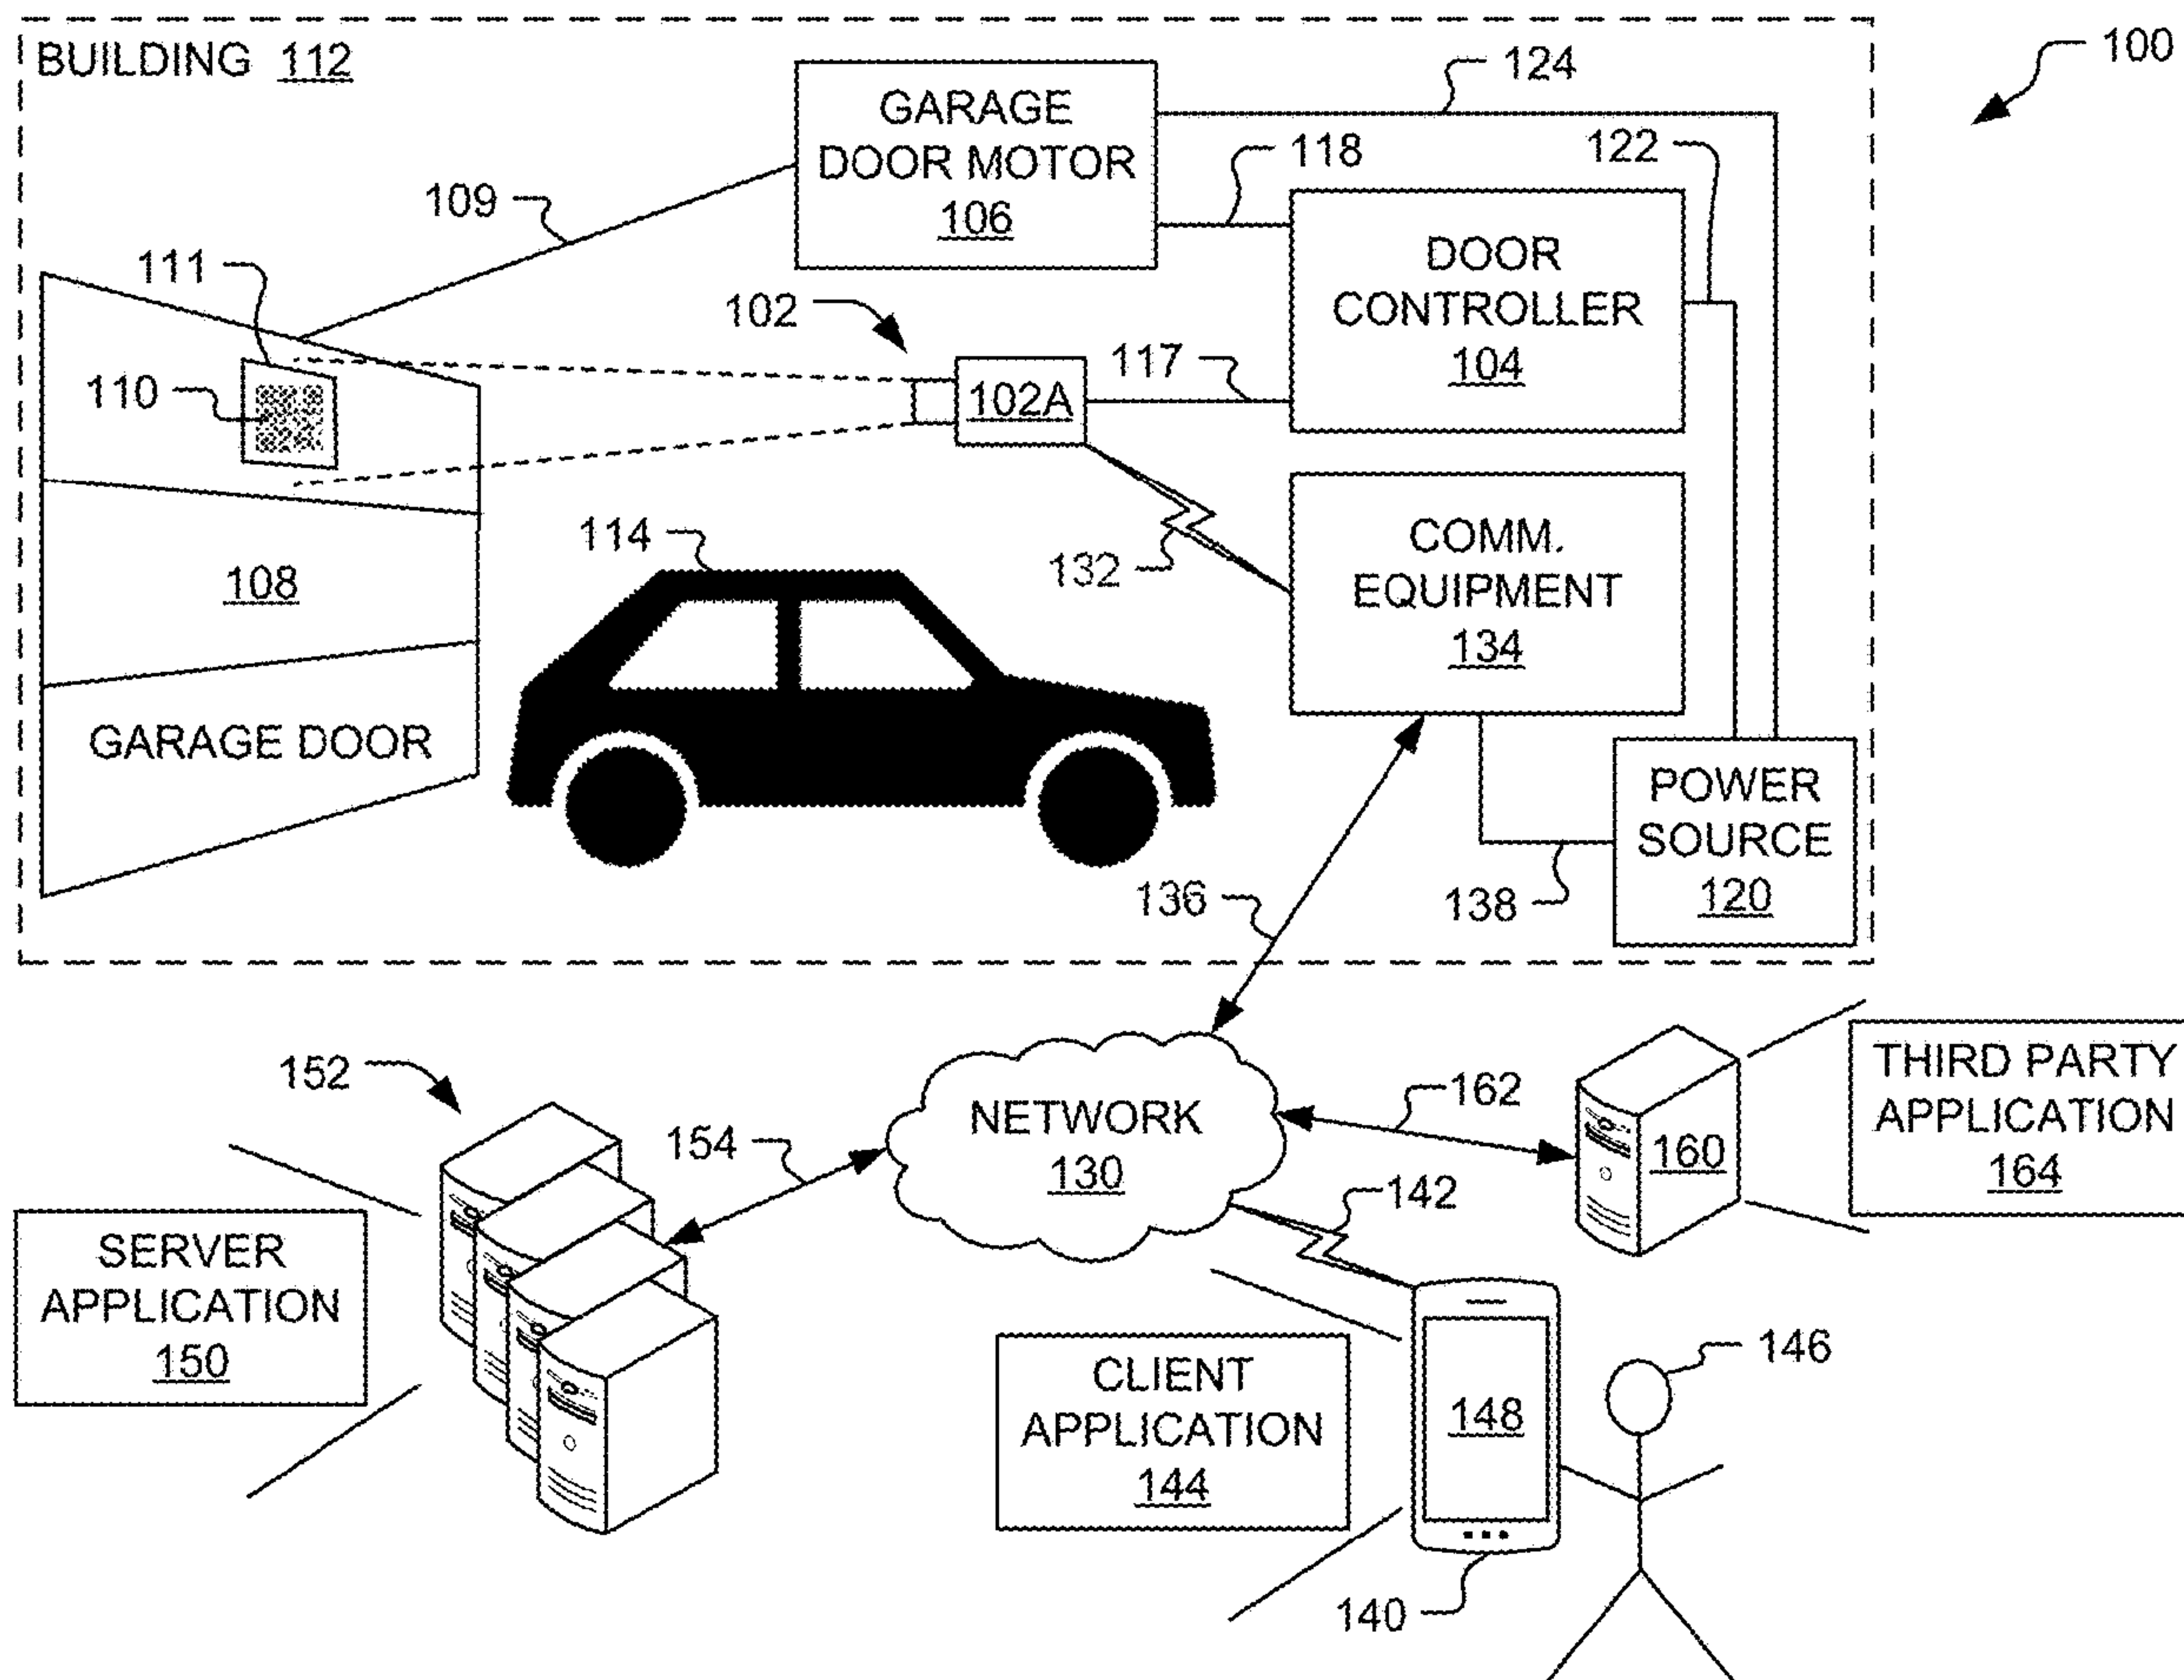 BUILDING 112
100
GARAGE
DOOR MOTOR
106
124
118
122
109
111
110
102
102A
117
DOOR
CONTROLLER
104
114
132
COMM.
EQUIPMENT
134
108
GARAGE DOOR
136
138
POWER
SOURCE
120
152
154
NETWORK
130
162
142
160
THIRD PARTY
APPLICATION
164
SERVER
APPLICATION
150
CLIENT
APPLICATION
144
148
146
140